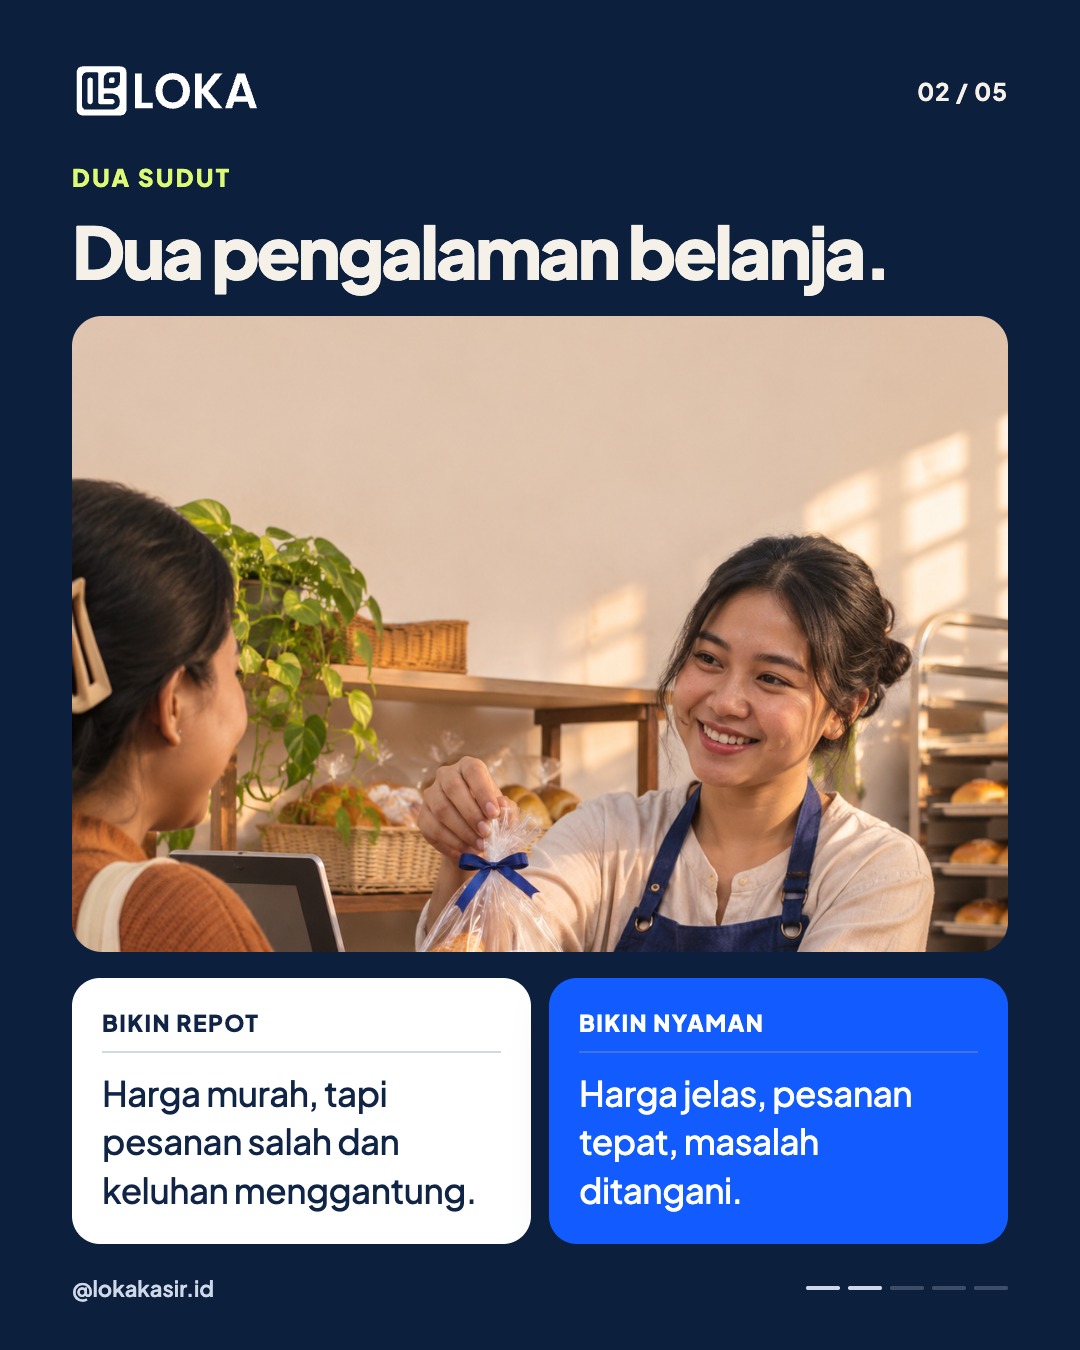 LOKA
02 / 05
DUA SUDUT
Dua pengalaman belanja.
BIKIN REPOT
Harga murah, tapi
pesanan salah dan
keluhan menggantung.
BIKIN NYAMAN
Harga jelas, pesanan
tepat, masalah
ditangani.
@lokakasir.id